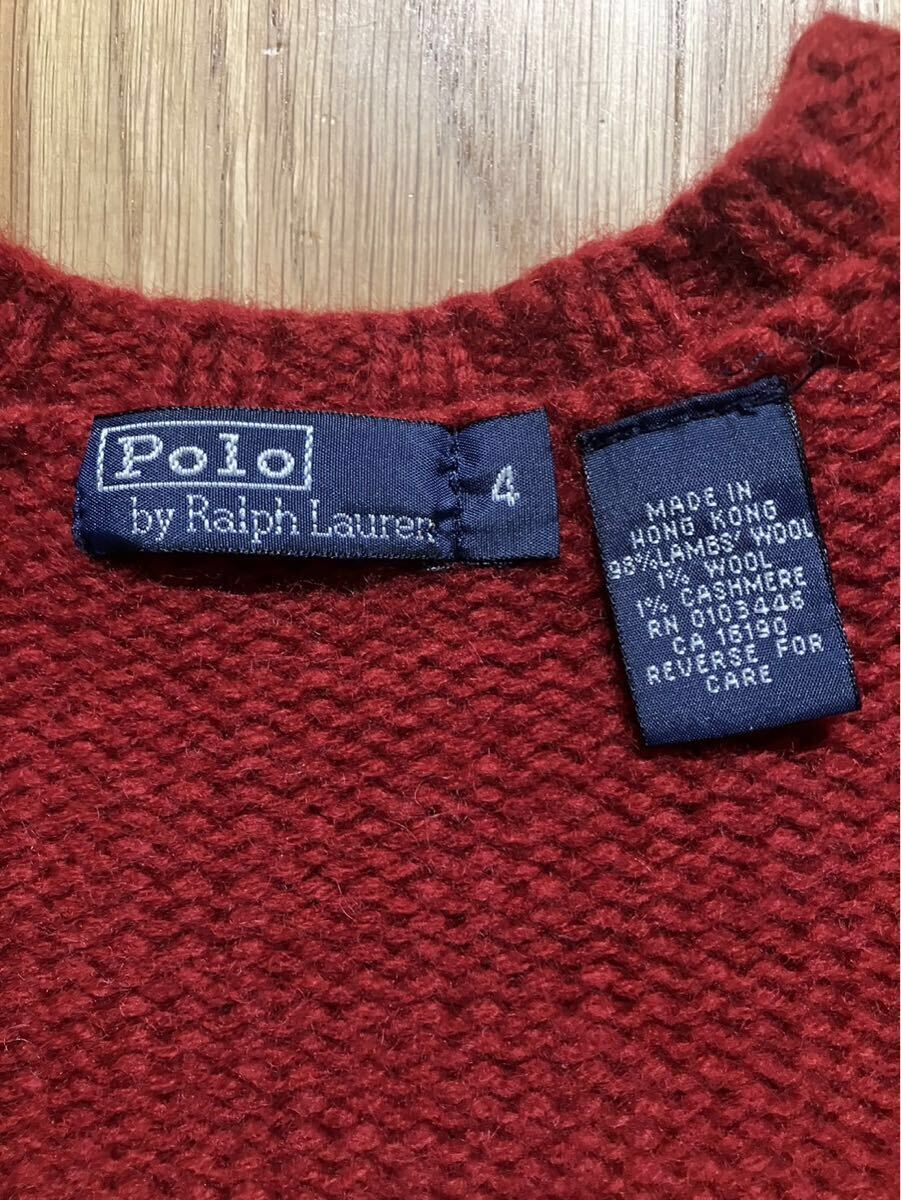 Polo
by Ralph Lauren
4
MADE IN
HONG KONG
98%LAMBS' WOOL
1% WOOL
1% CASHMERE
RN 0103446
CA 16190
REVERSE FOR
CARE